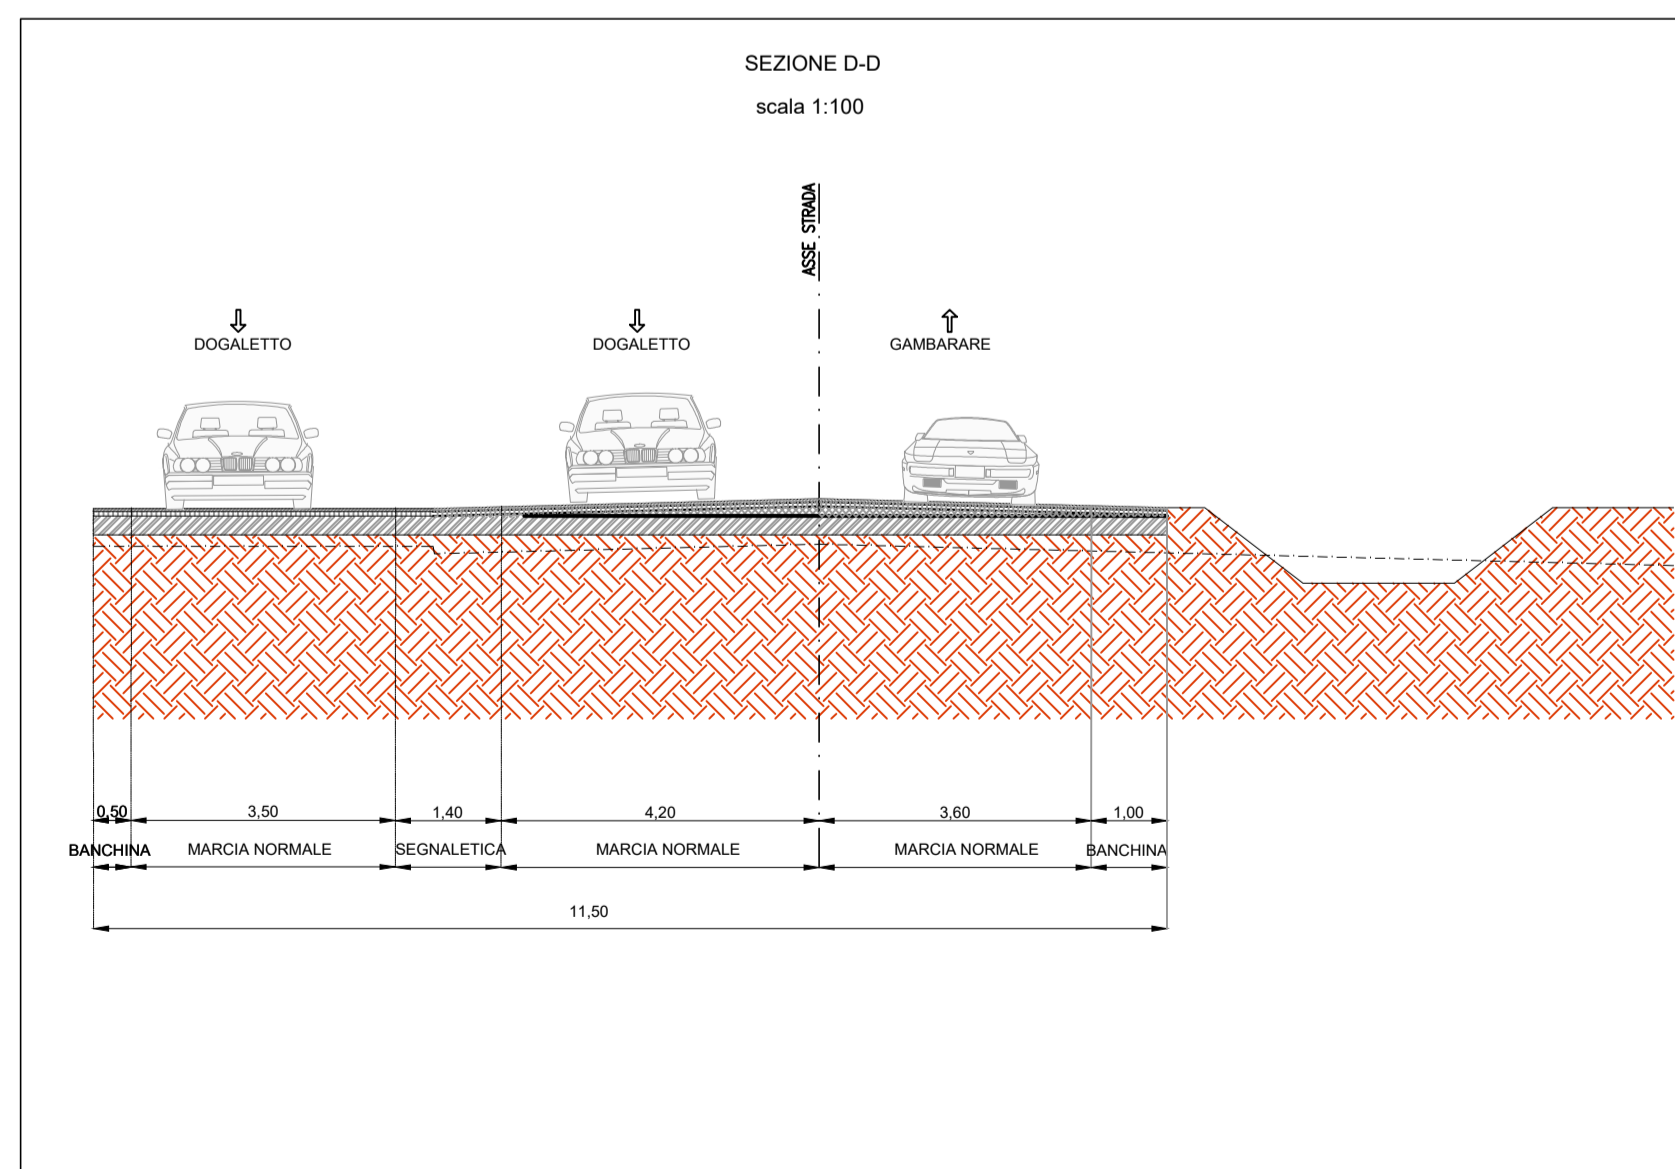 SEZIONE D-D
scala 1:100
ASSE STRADA
DOGALETTO DOGALETTO GAMBARARE
0,50 3,50 1,40 4,20 3,60 1,00
BANCHINA MARCIA NORMALE SEGNALETICA MARCIA NORMALE MARCIA NORMALE BANCHINA
11,50